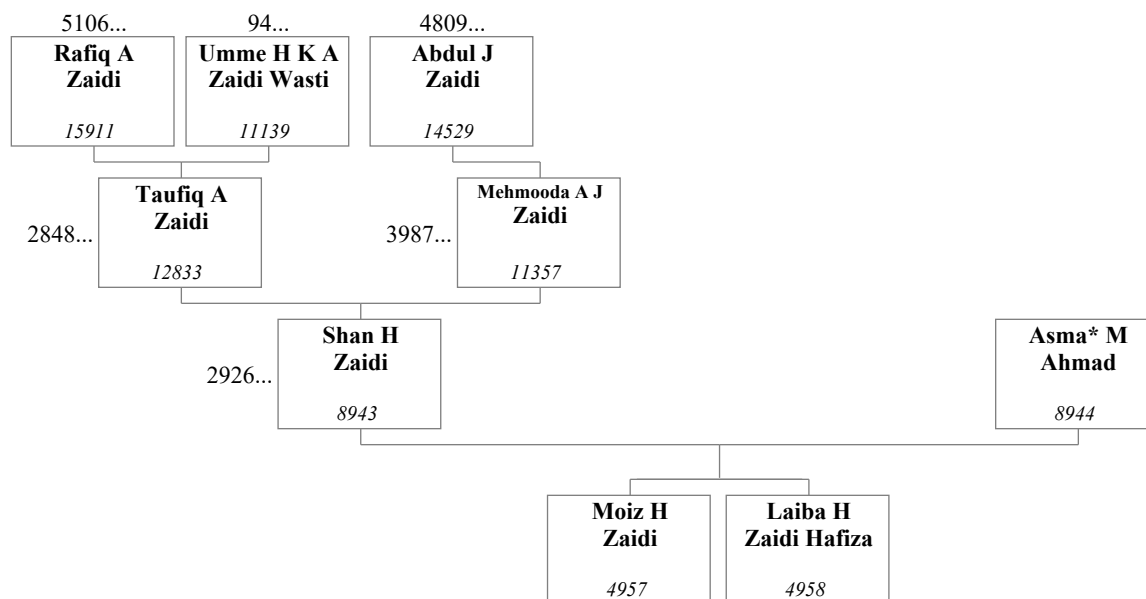 5106...
94...
4809...
Rafiq A
Zaidi
15911
Umme H K A
Zaidi Wasti
11139
Abdul J
Zaidi
14529
2848...
Taufiq A
Zaidi
12833
3987...
Mehmooda A J
Zaidi
11357
2926...
Shan H
Zaidi
8943
Asma* M
Ahmad
8944
Moiz H
Zaidi
4957
Laiba H
Zaidi Hafiza
4958